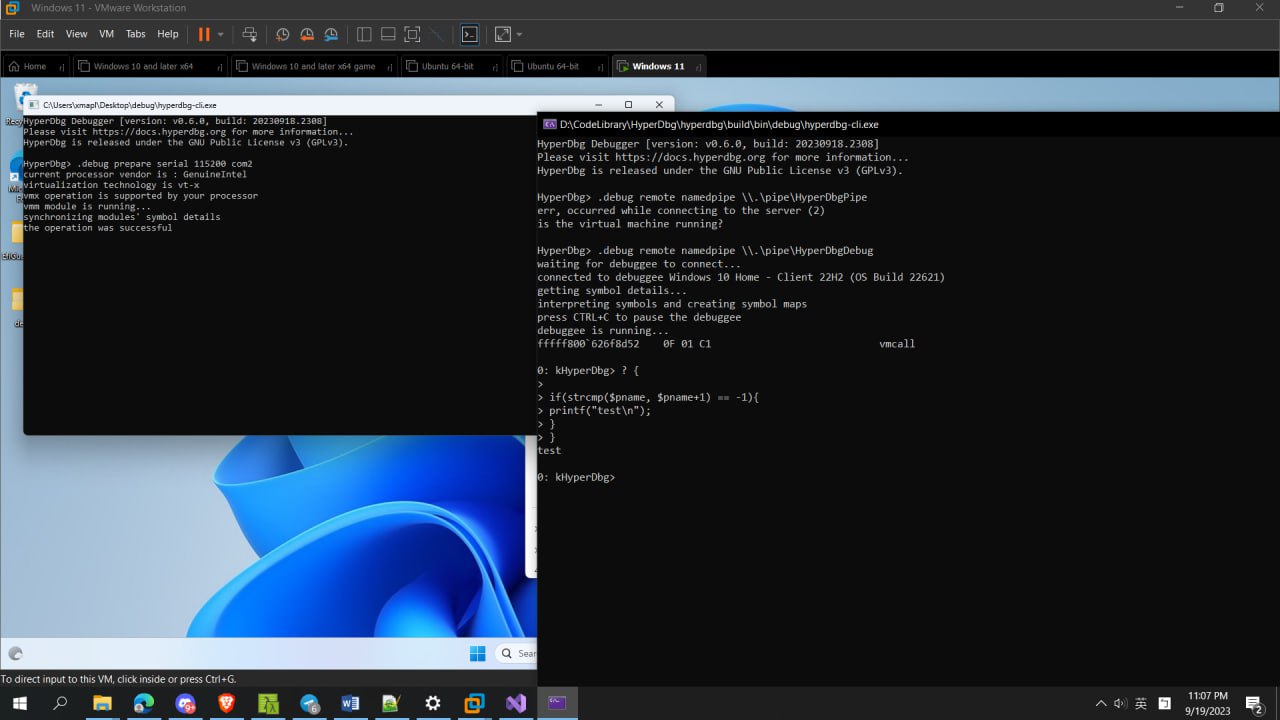 Windows 11 - VMware Workstation
File Edit View VM Tabs Help
Home
Windows 10 and later x64
Windows 10 and later x64 game
Ubuntu 64-bit
Ubuntu 64-bit
Windows 11
C:\Users\xmapl\Desktop\debug\hyperdbg-cli.exe
HyperDbg Debugger [version: v0.6.0, build: 20230918.2308]
Please visit https://docs.hyperdbg.org for more information...
HyperDbg is released under the GNU Public License v3 (GPLv3).
HyperDbg> .debug prepare serial 115200 com2
current processor vendor is : GenuineIntel
virtualization technology is vt-x
vmx operation is supported by your processor
vmm module is running...
synchronizing modules' symbol details
the operation was successful
D:\CodeLibrary\HyperDbg\hyperdbg\build\bin\debug\hyperdbg-cli.exe
HyperDbg Debugger [version: v0.6.0, build: 20230918.2308]
Please visit https://docs.hyperdbg.org for more information...
HyperDbg is released under the GNU Public License v3 (GPLv3).
HyperDbg> .debug remote namedpipe \\.\pipe\HyperDbgPipe
err, occurred while connecting to the server (2)
is the virtual machine running?
HyperDbg> .debug remote namedpipe \\.\pipe\HyperDbgDebug
waiting for debuggee to connect...
connected to debuggee Windows 10 Home - Client 22H2 (OS Build 22621)
getting symbol details...
interpreting symbols and creating symbol maps
press CTRL+C to pause the debuggee
debuggee is running...
fffff800`626f8d52 0F 01 C1 vmcall
0: kHyperDbg> ? {
>
> if(strcmp($pname, $pname+1) == -1){
> printf("test\n");
> }
> }
test
0: kHyperDbg>
Sear
To direct input to this VM, click inside or press Ctrl+G.
英
11:07 PM
9/19/2023
2